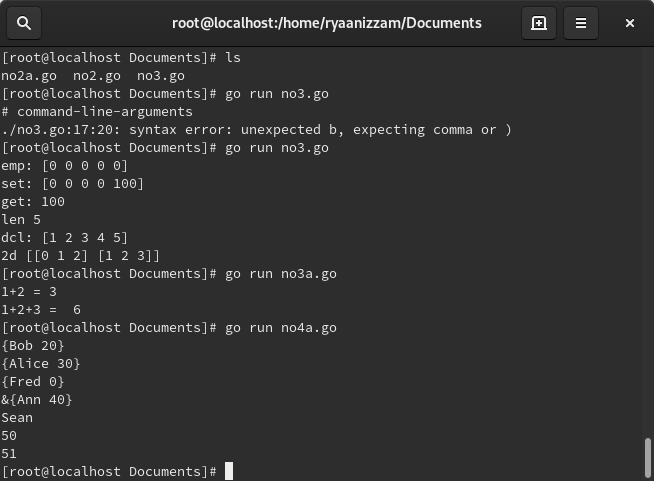 root@localhost:/home/ryaanizzam/Documents
[root@localhost Documents]# ls
no2a.go  no2.go  no3.go
[root@localhost Documents]# go run no3.go
# command-line-arguments
./no3.go:17:20: syntax error: unexpected b, expecting comma or )
[root@localhost Documents]# go run no3.go
emp: [0 0 0 0 0]
set: [0 0 0 0 100]
get: 100
len 5
dcl: [1 2 3 4 5]
2d [[0 1 2] [1 2 3]]
[root@localhost Documents]# go run no3a.go
1+2 = 3
1+2+3 =  6
[root@localhost Documents]# go run no4a.go
{Bob 20}
{Alice 30}
{Fred 0}
&{Ann 40}
Sean
50
51
[root@localhost Documents]#